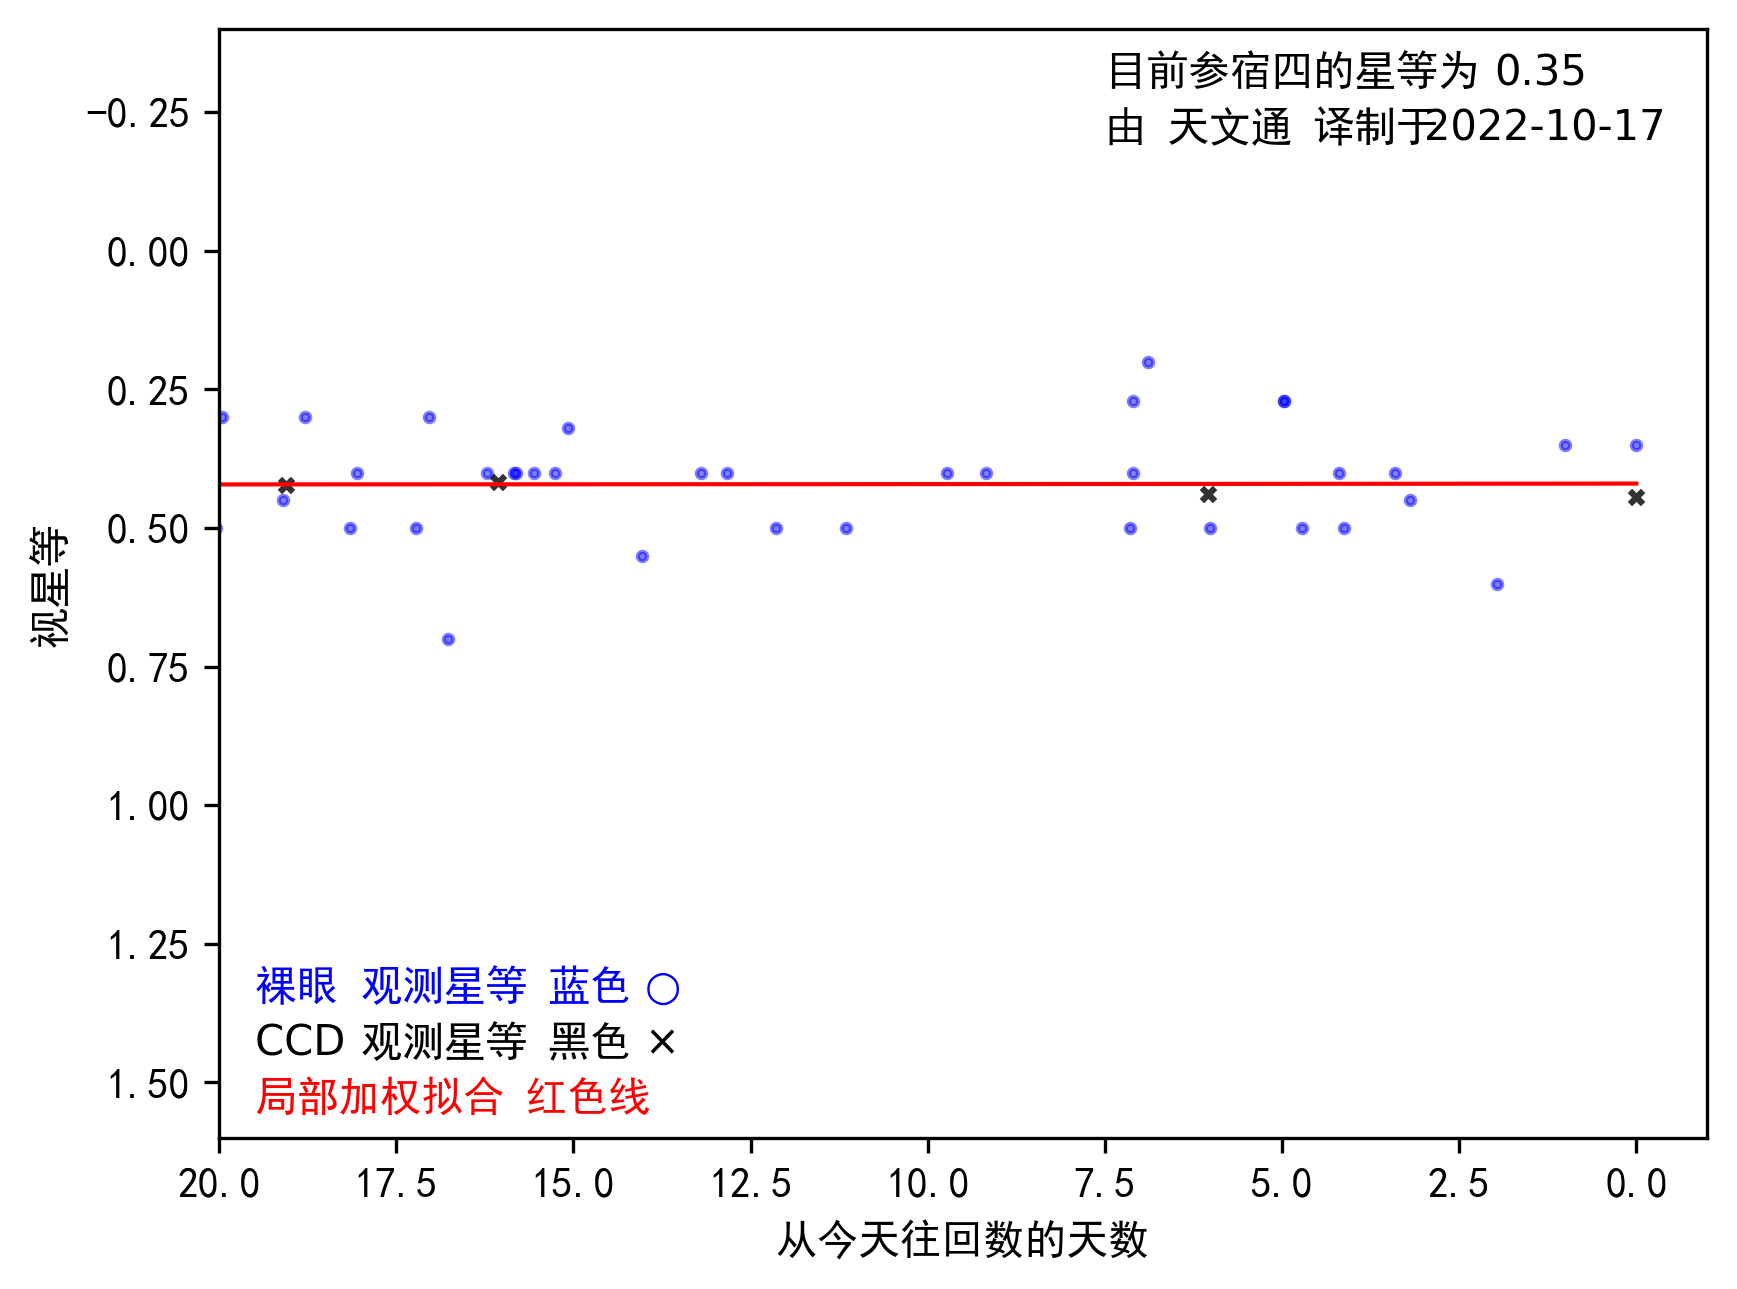 目前参宿四的星等为 0.35
由 天文通 译制于2022-10-17
−0.25
0.00
0.25
0.50
0.75
1.00
1.25
1.50
视星等
裸眼 观测星等 蓝色 ○
CCD 观测星等 黑色 ×
局部加权拟合 红色线
20.0 17.5 15.0 12.5 10.0 7.5 5.0 2.5 0.0
从今天往回数的天数